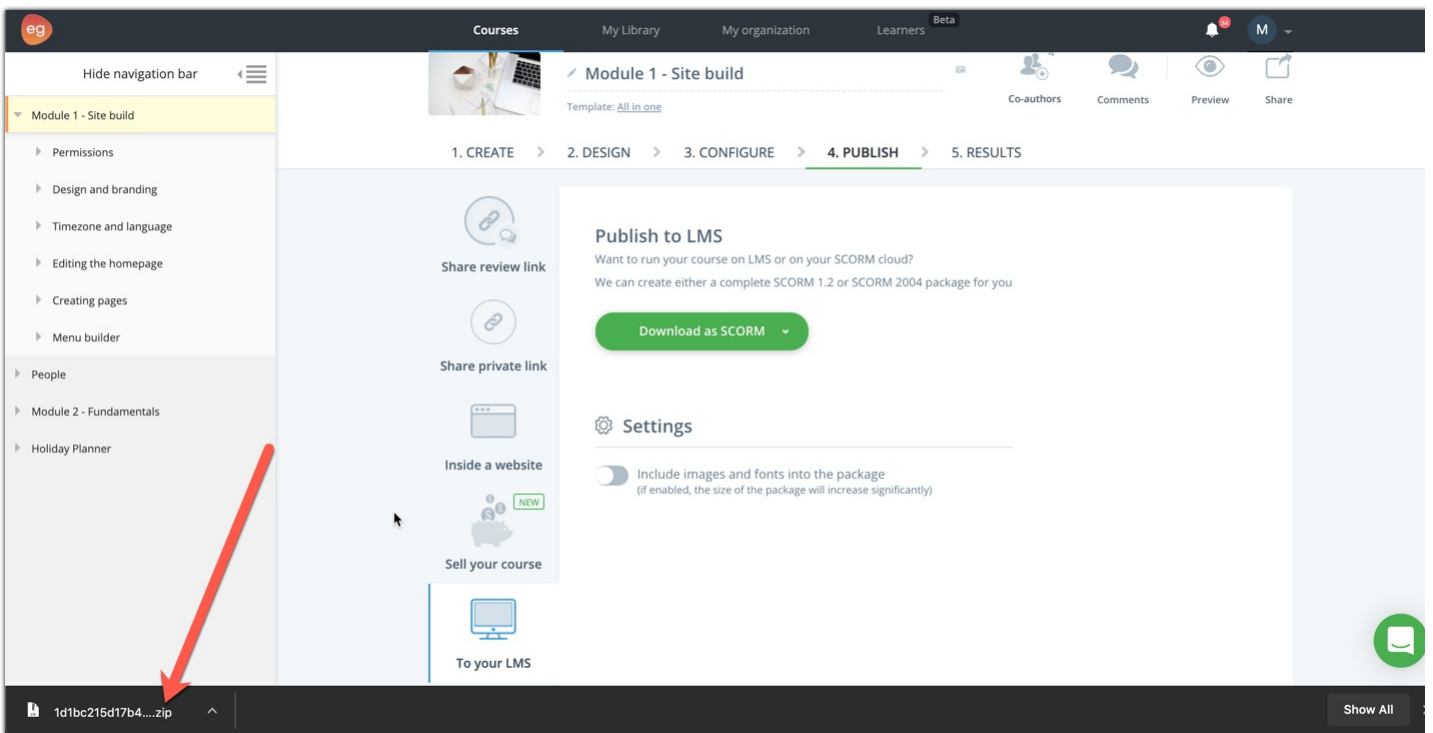 eg
Courses
My Library
My organization
Learners
Beta
34
M
Hide navigation bar
Module 1 - Site build
Permissions
Design and branding
Timezone and language
Editing the homepage
Creating pages
Menu builder
People
Module 2 - Fundamentals
Holiday Planner
Module 1 - Site build
Template: All in one
Co-authors
Comments
Preview
Share
1. CREATE > 2. DESIGN > 3. CONFIGURE > 4. PUBLISH > 5. RESULTS
Share review link
Share private link
Inside a website
NEW
Sell your course
To your LMS
Publish to LMS
Want to run your course on LMS or on your SCORM cloud?
We can create either a complete SCORM 1.2 or SCORM 2004 package for you
Download as SCORM
Settings
Include images and fonts into the package
(if enabled, the size of the package will increase significantly)
1d1bc215d17b4....zip
Show All